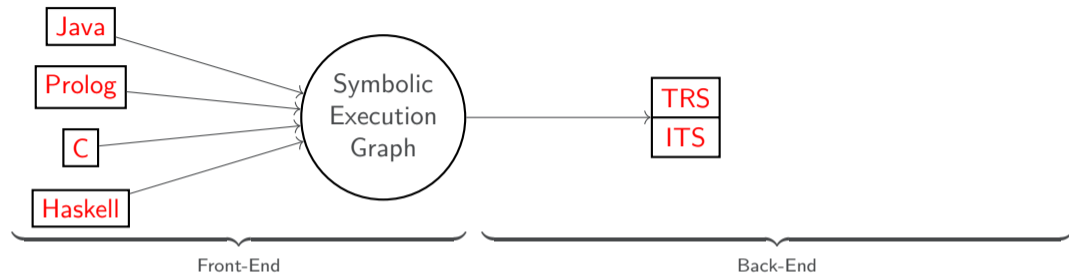 Java
Prolog
C
Haskell
Symbolic
Execution
Graph
TRS
ITS
Front-End
Back-End